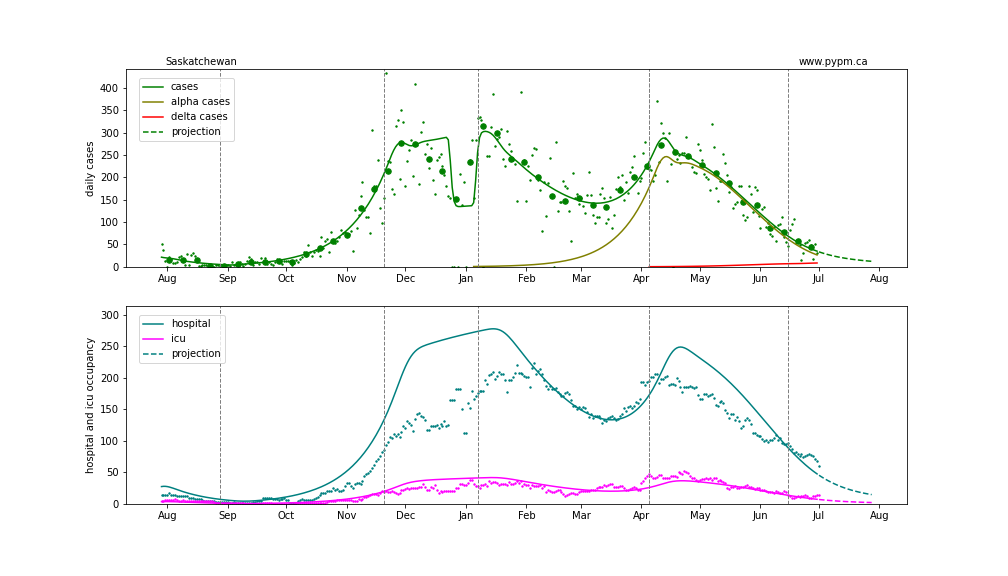 Saskatchewan www.pypm.ca
400
350
300
250
200
150
100
50
0
daily cases
cases
alpha cases
delta cases
projection
Aug Sep Oct Nov Dec Jan Feb Mar Apr May Jun Jul Aug
300
250
200
150
100
50
0
hospital and icu occupancy
hospital
icu
projection
Aug Sep Oct Nov Dec Jan Feb Mar Apr May Jun Jul Aug